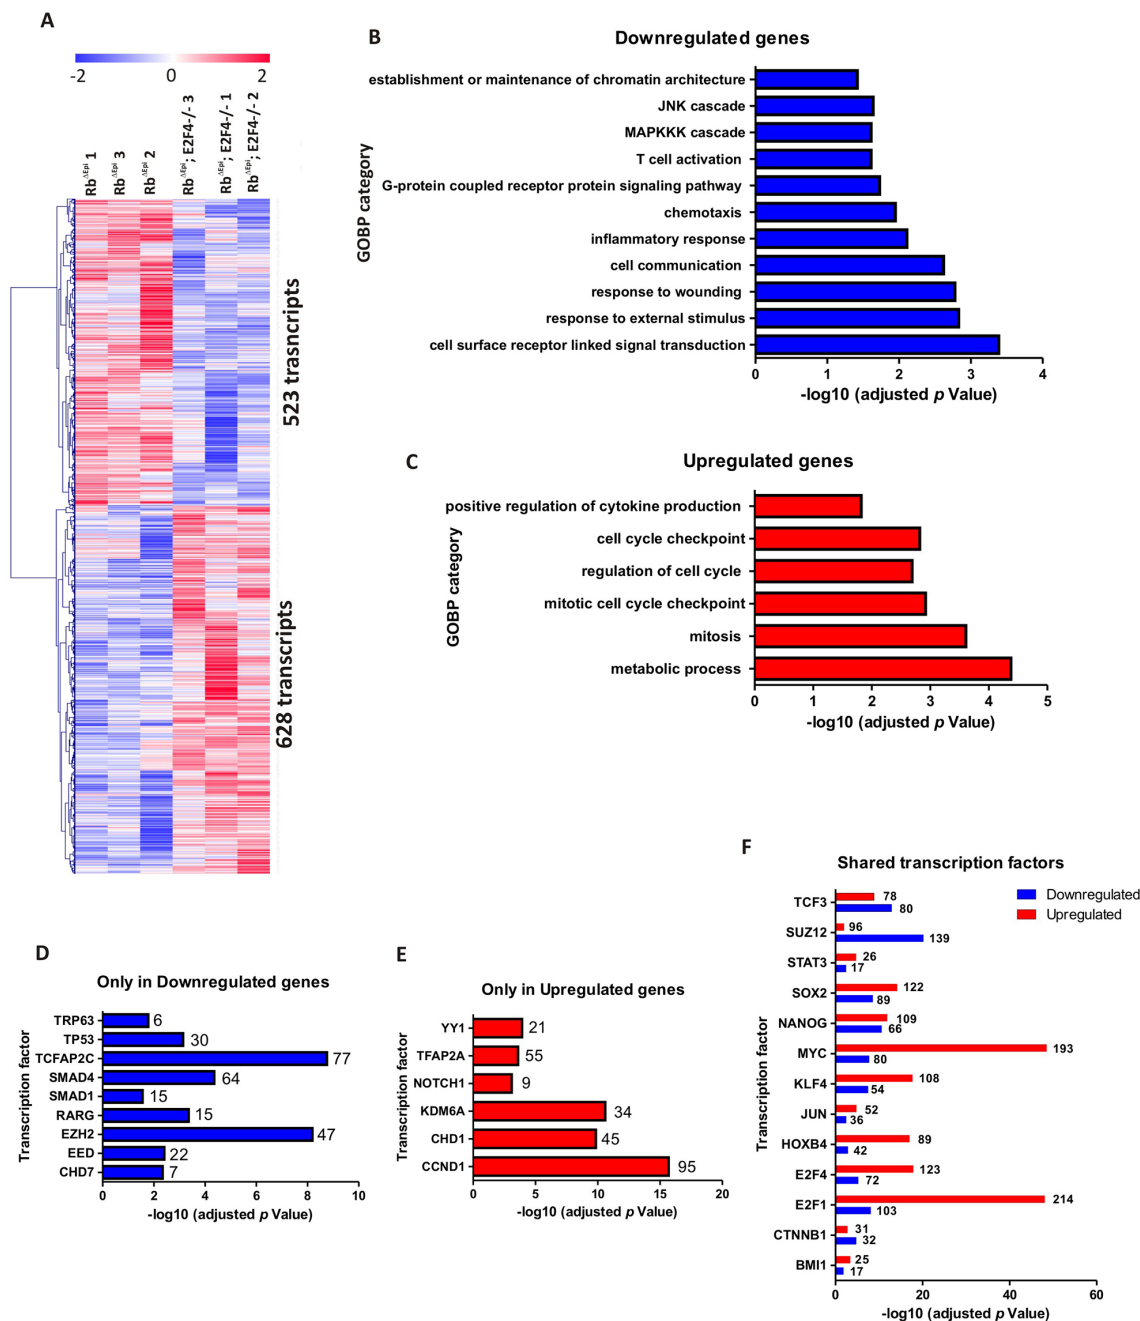 A
-2 0 2
Rb^ΔEpi 1
Rb^ΔEpi 3
Rb^ΔEpi 2
Rb^ΔEpi; E2F4-/- 3
Rb; E2F4-/- 1
Rb; E2F4-/- 2
523 trasncripts
628 transcripts
B
Downregulated genes
GOBP category
establishment or maintenance of chromatin architecture
JNK cascade
MAPKKK cascade
T cell activation
G-protein coupled receptor protein signaling pathway
chemotaxis
inflammatory response
cell communication
response to wounding
response to external stimulus
cell surface receptor linked signal transduction
0 1 2 3 4
-log10 (adjusted p Value)
C
Upregulated genes
GOBP category
positive regulation of cytokine production
cell cycle checkpoint
regulation of cell cycle
mitotic cell cycle checkpoint
mitosis
metabolic process
0 1 2 3 4 5
-log10 (adjusted p Value)
D
Only in Downregulated genes
Transcription factor
TRP63 6
TP53 30
TCFAP2C 77
SMAD4 64
SMAD1 15
RARG 15
EZH2 47
EED 22
CHD7 7
0 2 4 6 8 10
-log10 (adjusted p Value)
E
Only in Upregulated genes
Transcription factor
YY1 21
TFAP2A 55
NOTCH1 9
KDM6A 34
CHD1 45
CCND1 95
0 5 10 15 20
-log10 (adjusted p Value)
F
Shared transcription factors
Downregulated
Upregulated
Transcription factor
TCF3 78
80
SUZ12 96
139
STAT3 26
17
SOX2 122
89
NANOG 109
66
MYC 193
80
KLF4 108
54
JUN 52
36
HOXB4 89
42
E2F4 123
72
E2F1 214
103
CTNNB1 31
32
BMI1 25
17
0 20 40 60
-log10 (adjusted p Value)